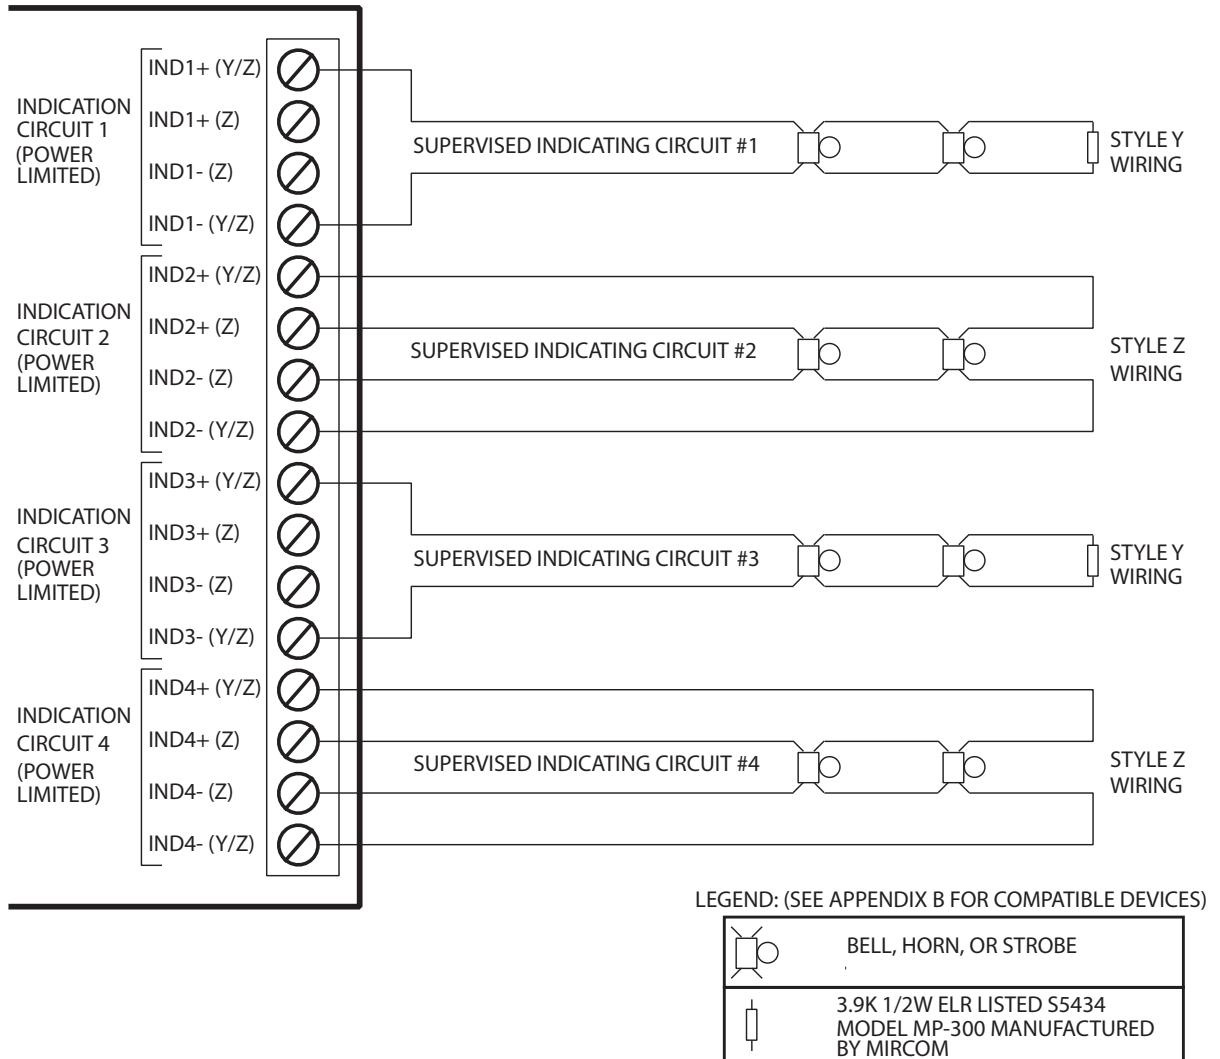 INDICATION
CIRCUIT 1
(POWER
LIMITED)
IND1+ (Y/Z)
IND1+ (Z)
IND1- (Z)
IND1- (Y/Z)
SUPERVISED INDICATING CIRCUIT #1
STYLE Y
WIRING
INDICATION
CIRCUIT 2
(POWER
LIMITED)
IND2+ (Y/Z)
IND2+ (Z)
IND2- (Z)
IND2- (Y/Z)
SUPERVISED INDICATING CIRCUIT #2
STYLE Z
WIRING
INDICATION
CIRCUIT 3
(POWER
LIMITED)
IND3+ (Y/Z)
IND3+ (Z)
IND3- (Z)
IND3- (Y/Z)
SUPERVISED INDICATING CIRCUIT #3
STYLE Y
WIRING
INDICATION
CIRCUIT 4
(POWER
LIMITED)
IND4+ (Y/Z)
IND4+ (Z)
IND4- (Z)
IND4- (Y/Z)
SUPERVISED INDICATING CIRCUIT #4
STYLE Z
WIRING
LEGEND: (SEE APPENDIX B FOR COMPATIBLE DEVICES)
BELL, HORN, OR STROBE
3.9K 1/2W ELR LISTED S5434
MODEL MP-300 MANUFACTURED
BY MIRCOM